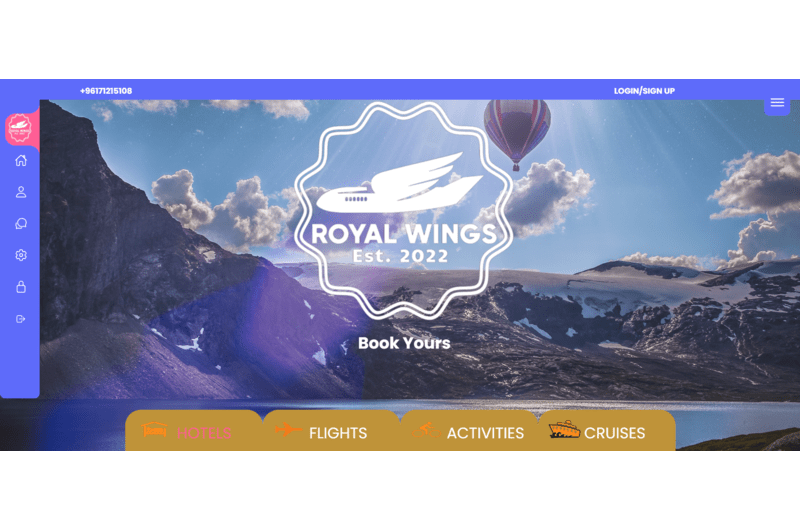 +96171215108
LOGIN/SIGN UP
ROYAL WINGS
Est. 2022
Book Yours
HOTELS
FLIGHTS
ACTIVITIES
CRUISES